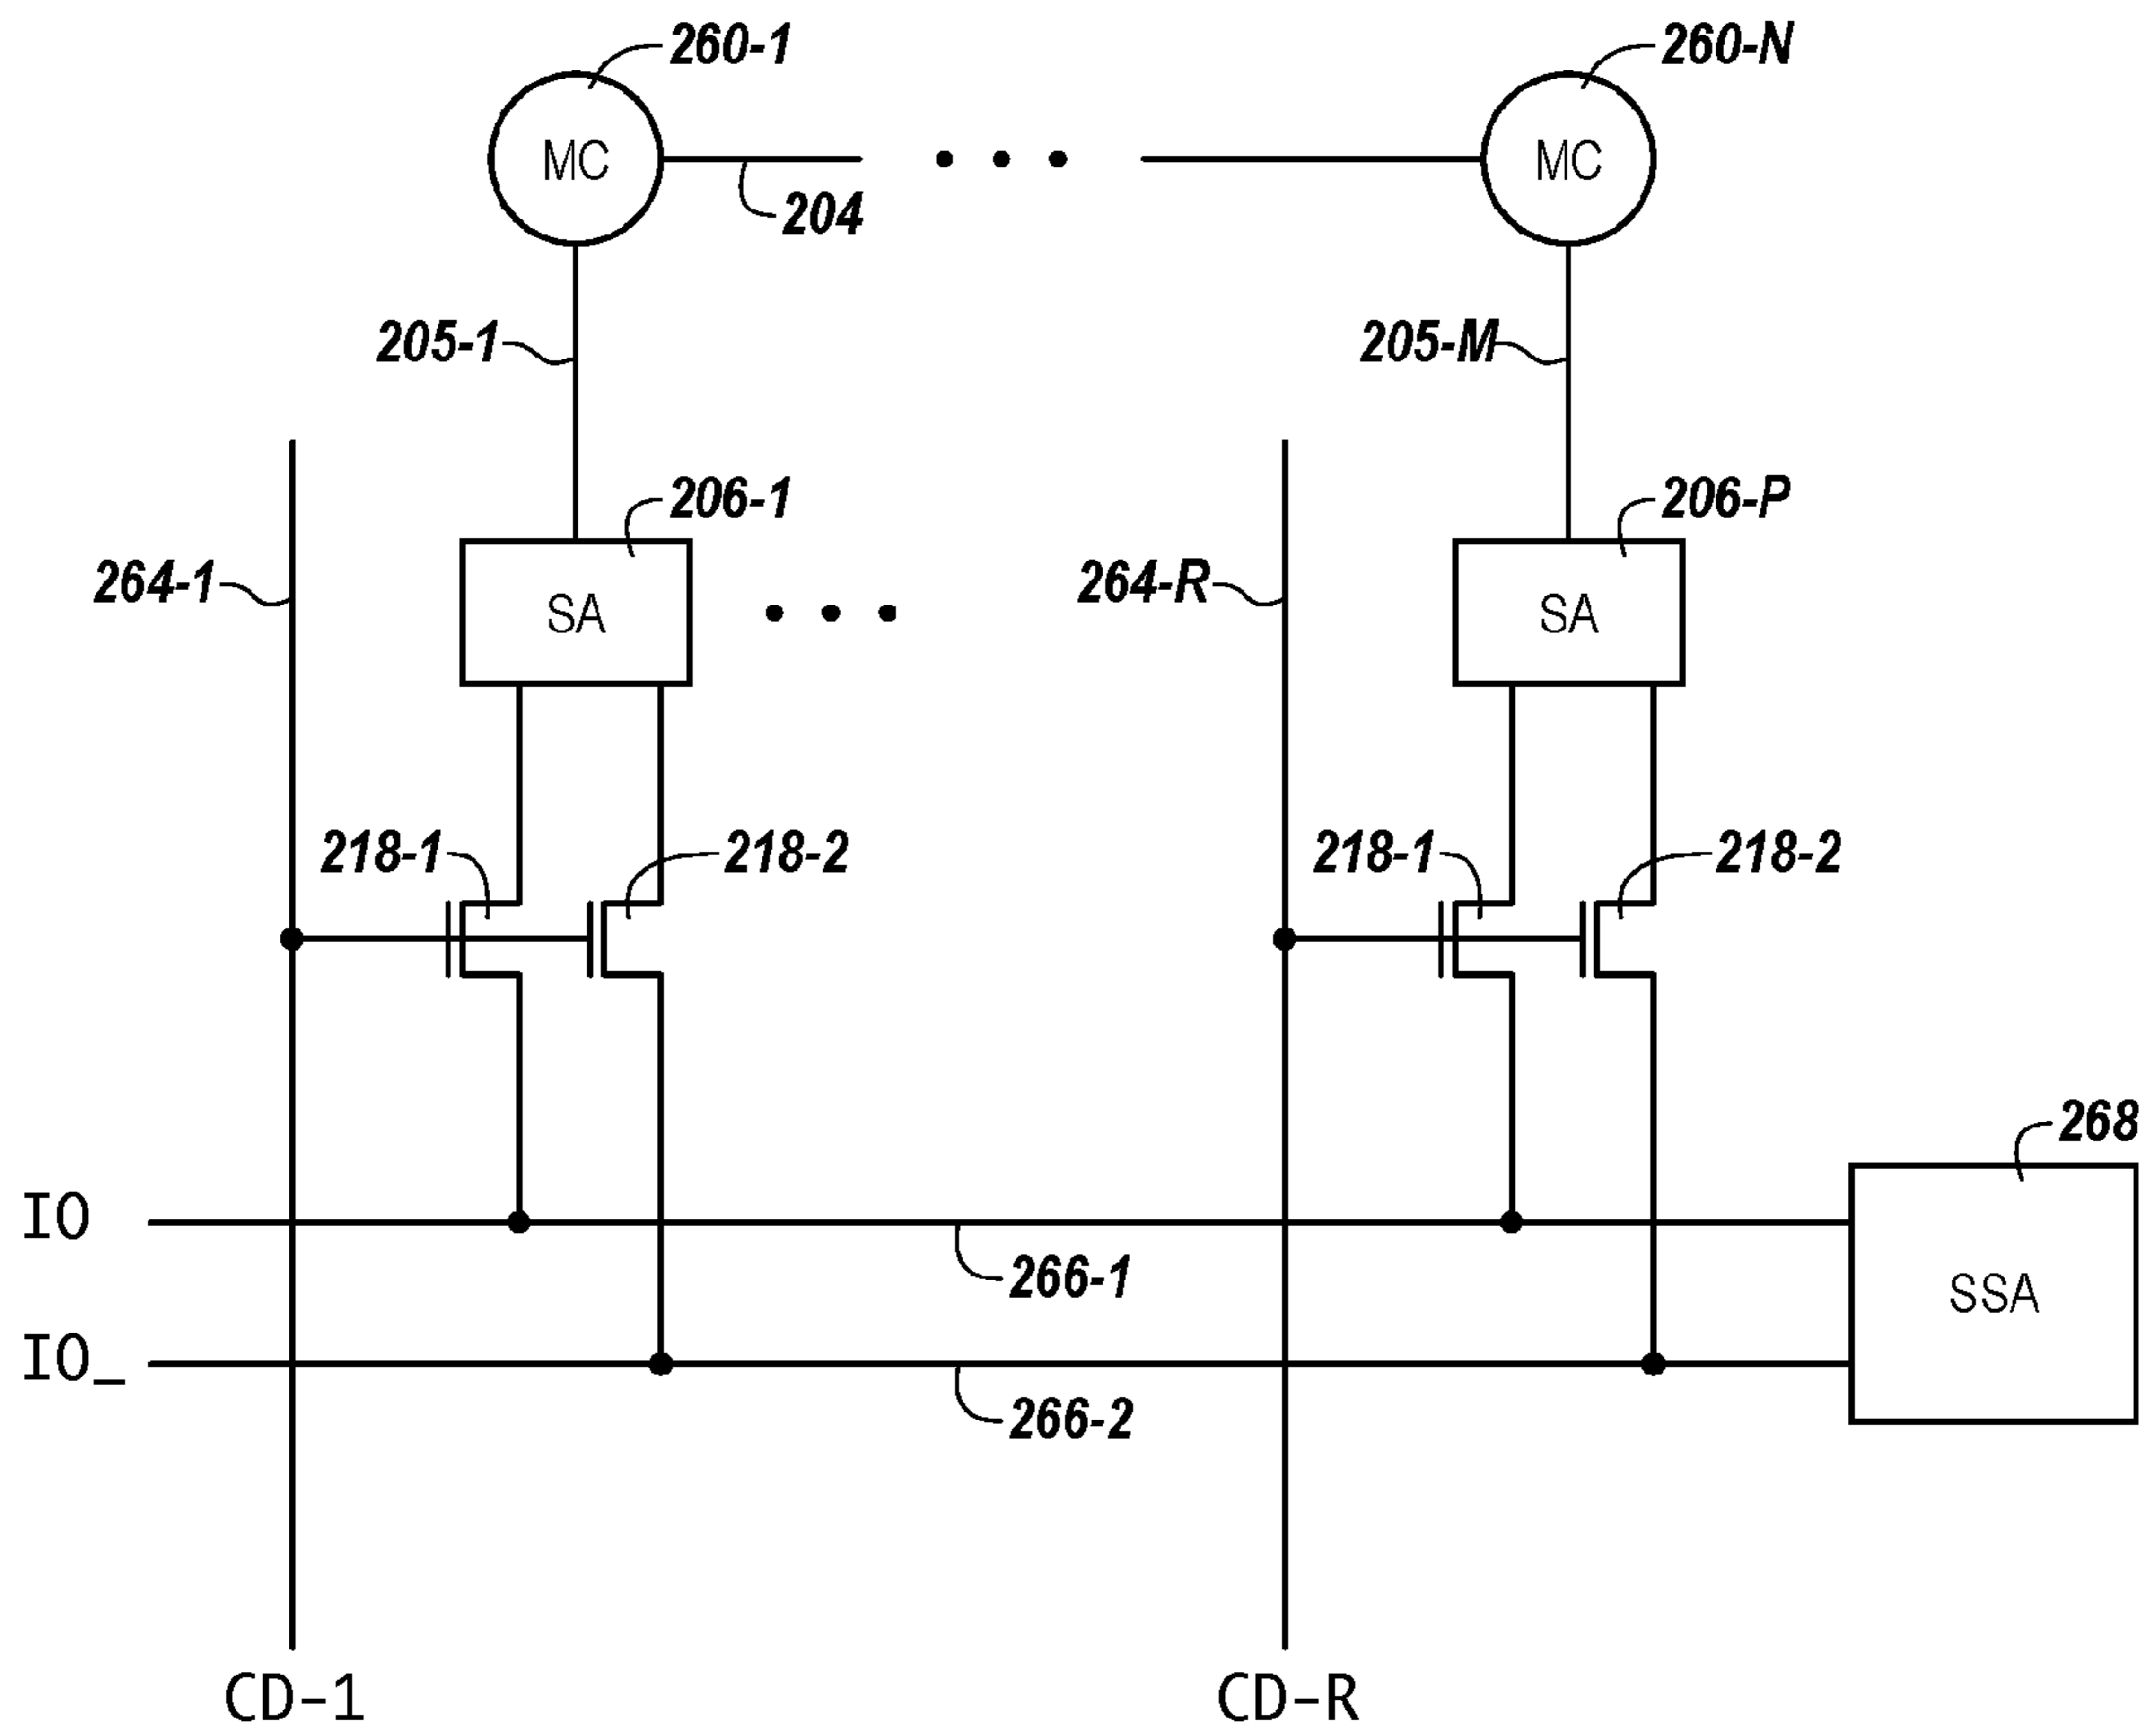 260-1
260-N
MC
MC
204
205-1
205-M
206-1
206-P
264-1
SA
264-R
SA
218-1
218-2
218-1
218-2
268
IO
266-1
SSA
IO_
266-2
CD-1
CD-R